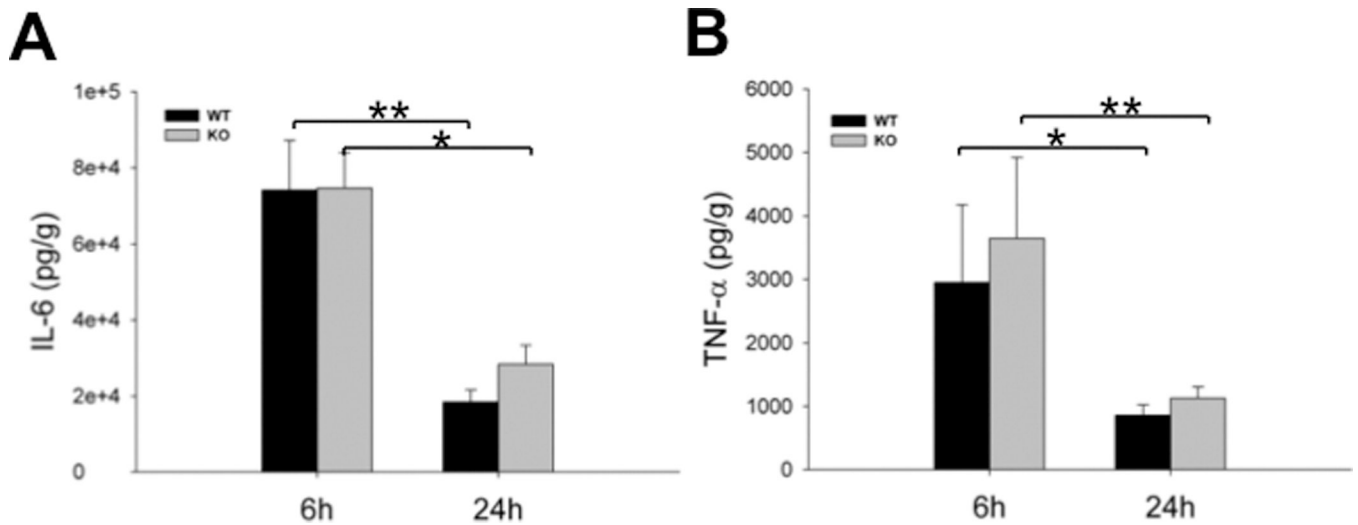 A
IL-6 (pg/g)
1e+5
8e+4
6e+4
4e+4
2e+4
0
WT
KO
**
*
6h
24h
B
TNF-α (pg/g)
6000
5000
4000
3000
2000
1000
0
WT
KO
**
*
6h
24h